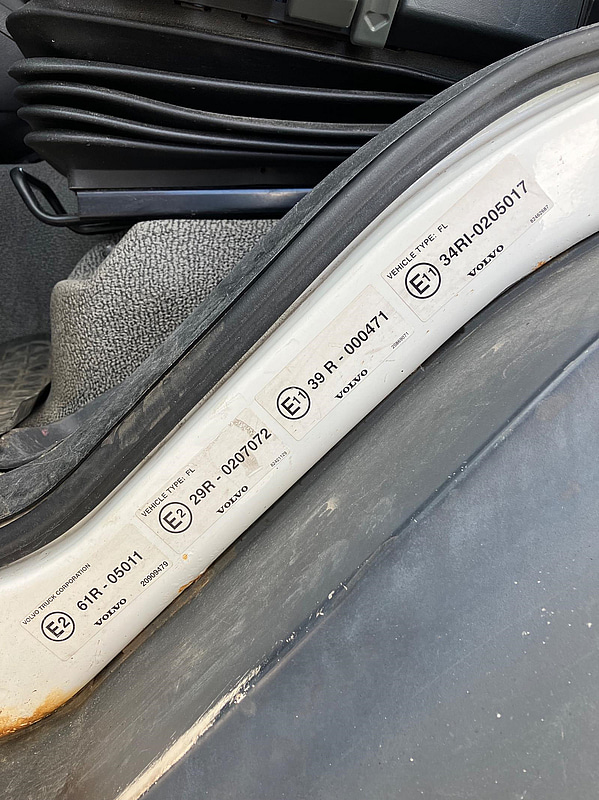 VOLVO TRUCK CORPORATION
E2 61R - 05011
VOLVO 20909479
VEHICLE TYPE: FL
E2 29R - 0207072
VOLVO
E11 39 R - 000471
VOLVO
VEHICLE TYPE: FL
E11 34RI-0205017
VOLVO 82492687